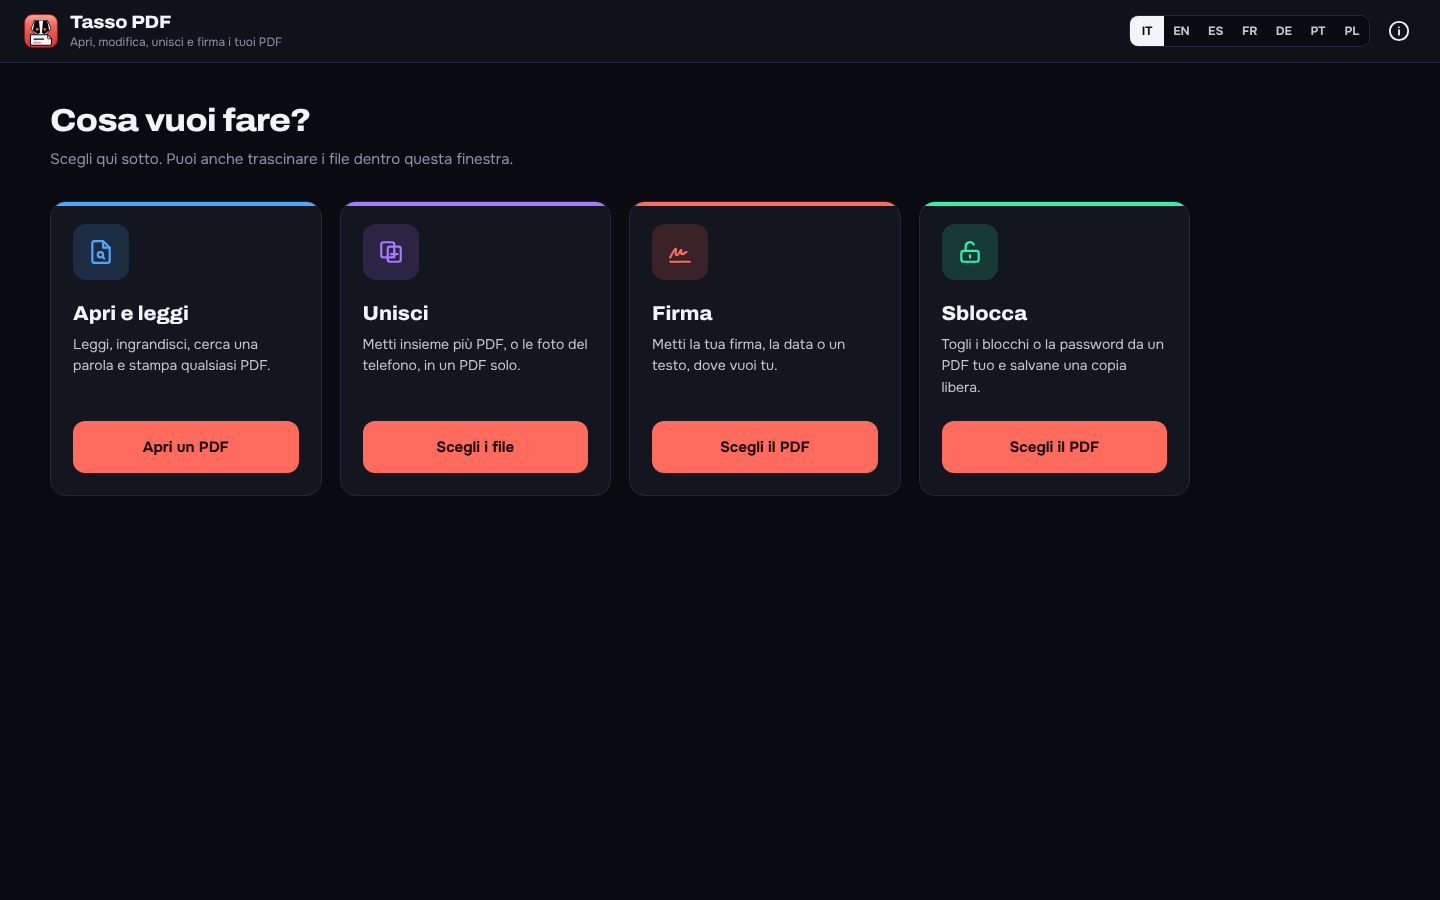 Tasso PDF
Apri, modifica, unisci e firma i tuoi PDF
IT EN ES FR DE PT PL
Cosa vuoi fare?
Scegli qui sotto. Puoi anche trascinare i file dentro questa finestra.
Apri e leggi
Leggi, ingrandisci, cerca una
parola e stampa qualsiasi PDF.
Apri un PDF
Unisci
Metti insieme più PDF, o le foto del
telefono, in un PDF solo.
Scegli i file
Firma
Metti la tua firma, la data o un
testo, dove vuoi tu.
Scegli il PDF
Sblocca
Togli i blocchi o la password da un
PDF tuo e salvane una copia
libera.
Scegli il PDF